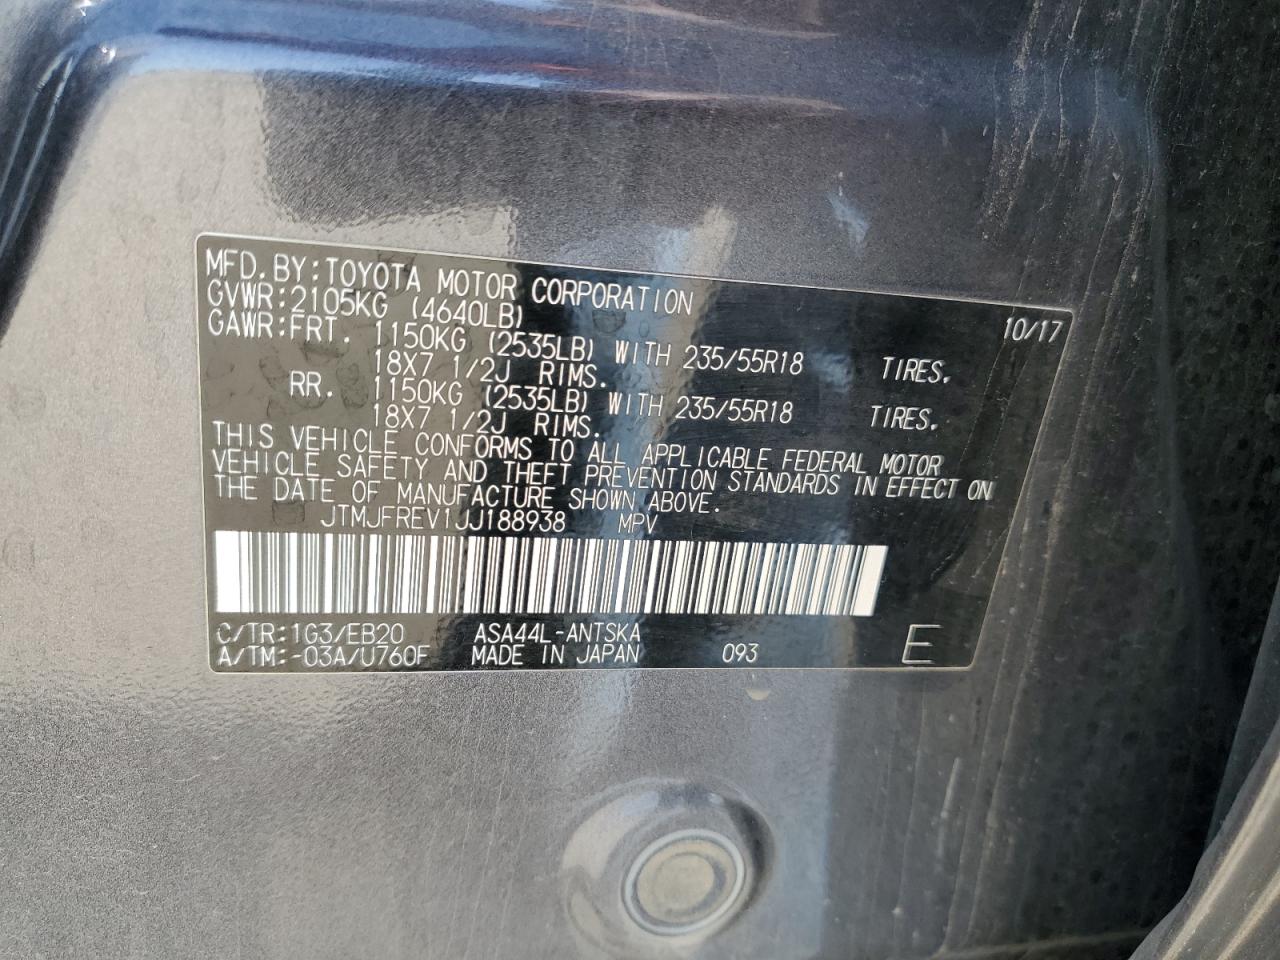 MFD.BY:TOYOTA MOTOR CORPORATION 10/17
GVWR:2105KG (4640LB)
GAWR:FRT. 1150KG (2535LB) WITH 235/55R18 TIRES.
18X7 1/2J RIMS.
RR. 1150KG (2535LB) WITH 235/55R18 TIRES.
18X7 1/2J RIMS.
THIS VEHICLE CONFORMS TO ALL APPLICABLE FEDERAL MOTOR
VEHICLE SAFETY AND THEFT PREVENTION STANDARDS IN EFFECT ON
THE DATE OF MANUFACTURE SHOWN ABOVE.
JTMJFREV1JJ188938 MPV
C/TR:1G3/EB20 ASA44L-ANTSKA
A/TM:-03A/U760F MADE IN JAPAN 093 E